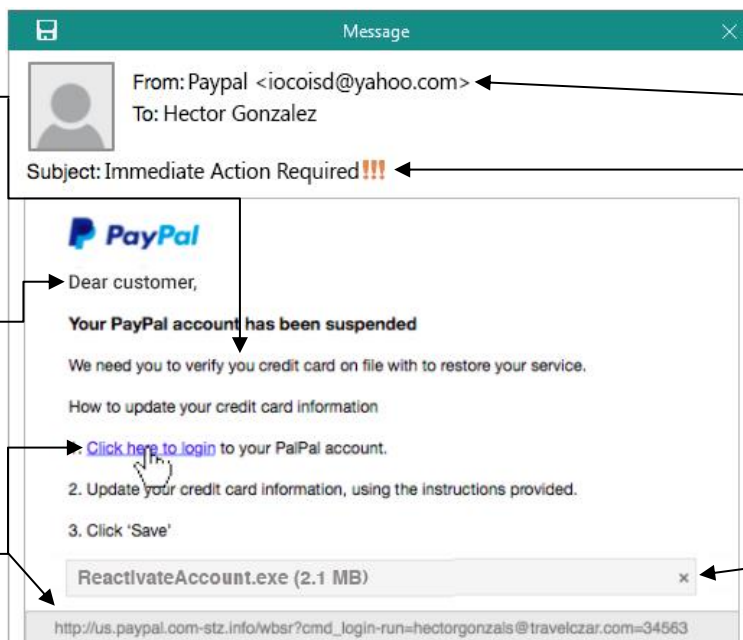 Message
From: Paypal <iocoisd@yahoo.com>
To: Hector Gonzalez
Subject: Immediate Action Required!!!
PayPal
Dear customer,
Your PayPal account has been suspended
We need you to verify you credit card on file with to restore your service.
How to update your credit card information
1. Click here to login to your PalPal account.
2. Update your credit card information, using the instructions provided.
3. Click 'Save'
ReactivateAccount.exe (2.1 MB) ×
http://us.paypal.com-stz.info/wbsr?cmd_login-run=hectorgonzals@travelczar.com=34563